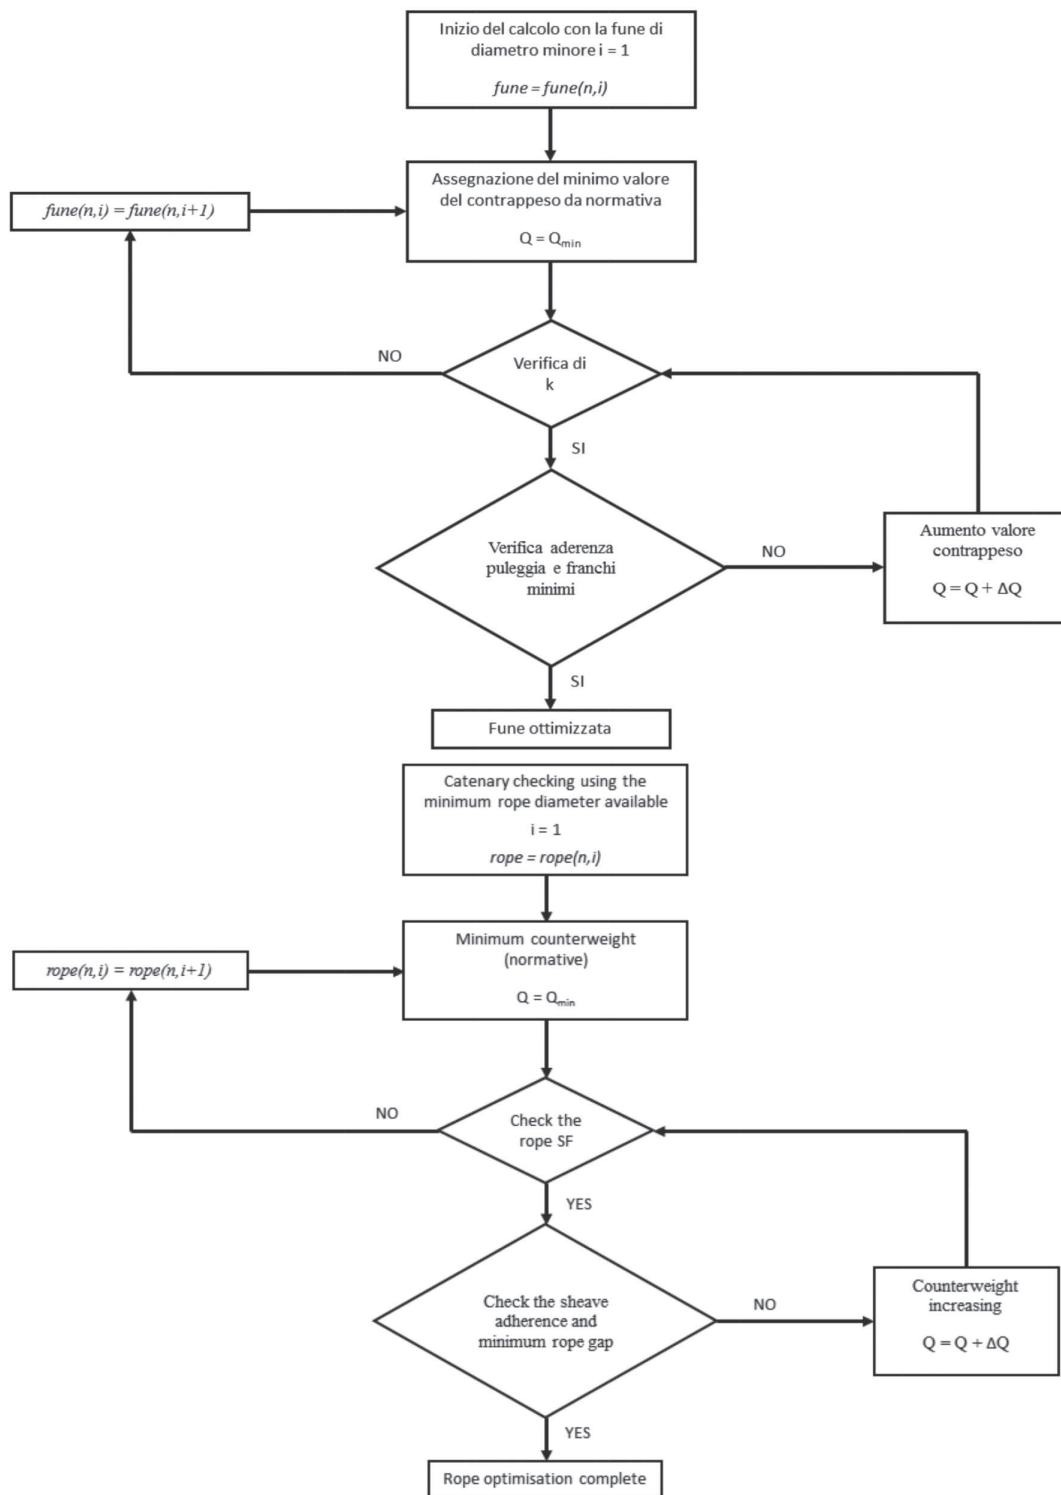 Inizio del calcolo con la fune di
diametro minore i = 1
fune = fune(n,i)
Assegnazione del minimo valore
del contrappeso da normativa
Q = Qmin
fune(n,i) = fune(n,i+1)
NO
Verifica di
k
SI
Verifica aderenza
puleggia e franchi
minimi
NO
Aumento valore
contrappeso
Q = Q + ΔQ
SI
Fune ottimizzata
Catenary checking using the
minimum rope diameter available
i = 1
rope = rope(n,i)
Minimum counterweight
(normative)
Q = Qmin
rope(n,i) = rope(n,i+1)
NO
Check the
rope SF
YES
Check the sheave
adherence and
minimum rope gap
NO
Counterweight
increasing
Q = Q + ΔQ
YES
Rope optimisation complete